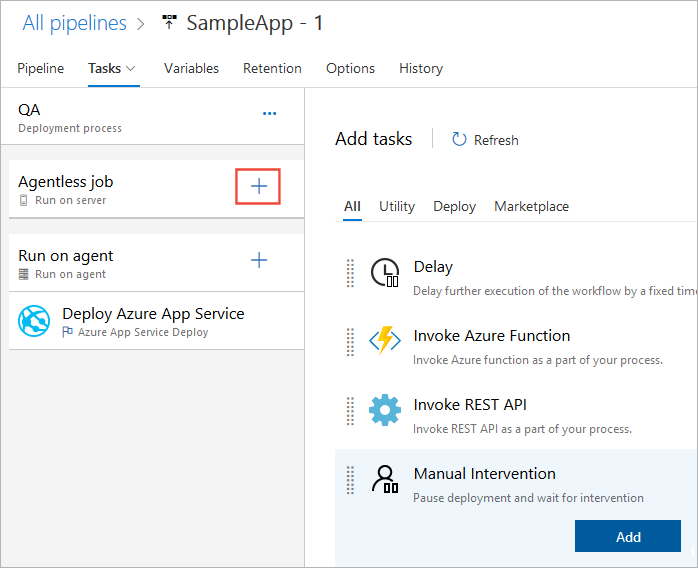 All pipelines > SampleApp - 1
Pipeline Tasks Variables Retention Options History
QA
Deployment process
Agentless job
Run on server
Run on agent
Run on agent
Deploy Azure App Service
Azure App Service Deploy
Add tasks Refresh
All Utility Deploy Marketplace
Delay
Delay further execution of the workflow by a fixed time
Invoke Azure Function
Invoke Azure function as a part of your process.
Invoke REST API
Invoke REST API as a part of your process.
Manual Intervention
Pause deployment and wait for intervention
Add